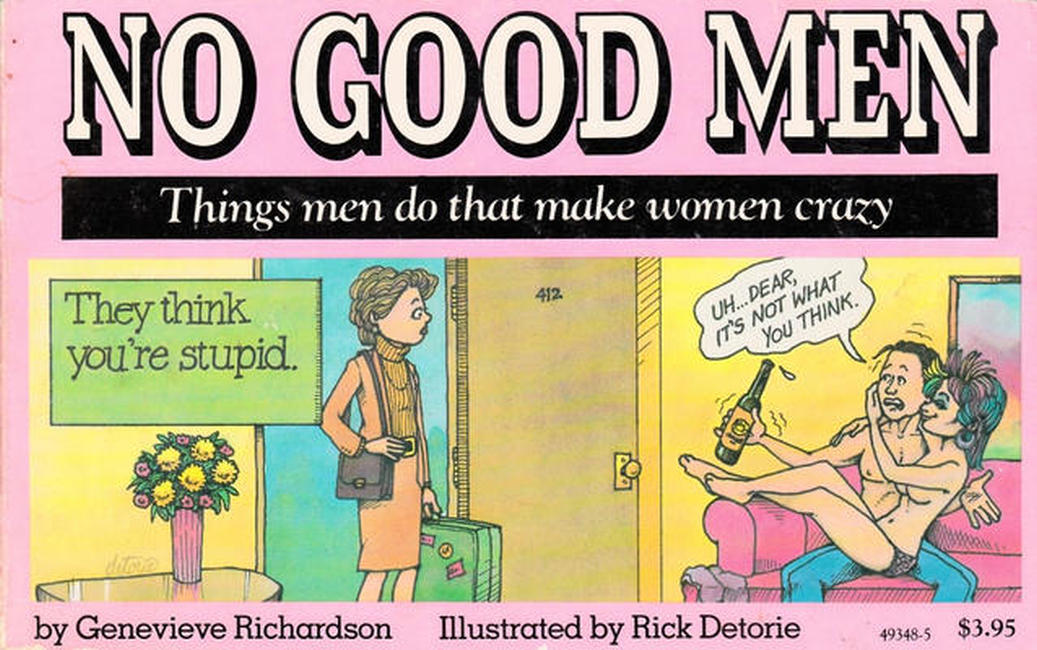 NO GOOD MEN
Things men do that make women crazy
They think
you're stupid.
412
UH...DEAR,
IT'S NOT WHAT
YOU THINK.
detorie
by Genevieve Richardson
Illustrated by Rick Detorie
49348-5
$3.95